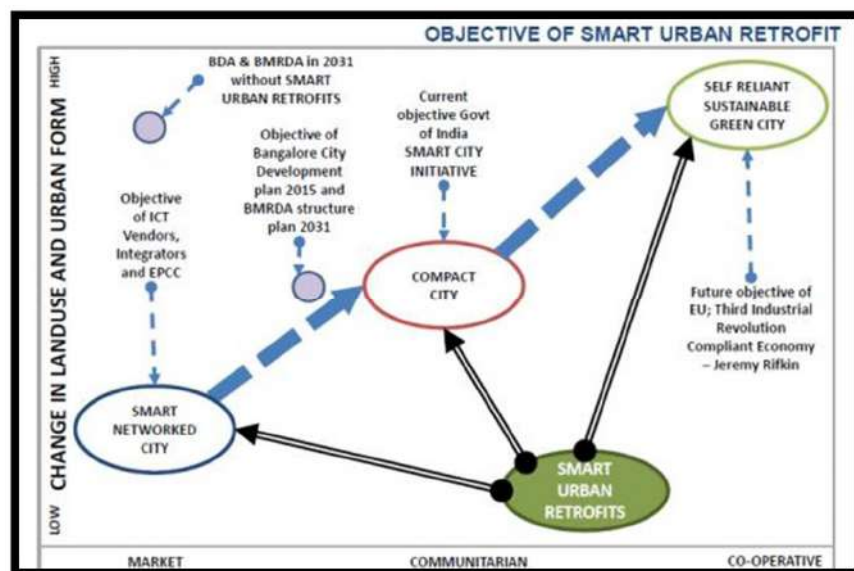 OBJECTIVE OF SMART URBAN RETROFIT
HIGH
CHANGE IN LANDUSE AND URBAN FORM
LOW
BDA & BMRDA in 2031
without SMART
URBAN RETROFITS
Objective of
Bangalore City
Development
plan 2015 and
BMRDA structure
plan 2031
Current
objective Govt
of India
SMART CITY
INITIATIVE
SELF RELIANT
SUSTAINABLE
GREEN CITY
Objective
of ICT
Vendors,
Integrators
and EPCC
COMPACT
CITY
Future objective of
EU; Third Industrial
Revolution
Compliant Economy
– Jeremy Rifkin
SMART
NETWORKED
CITY
SMART
URBAN
RETROFITS
MARKET
COMMUNITARIAN
CO-OPERATIVE